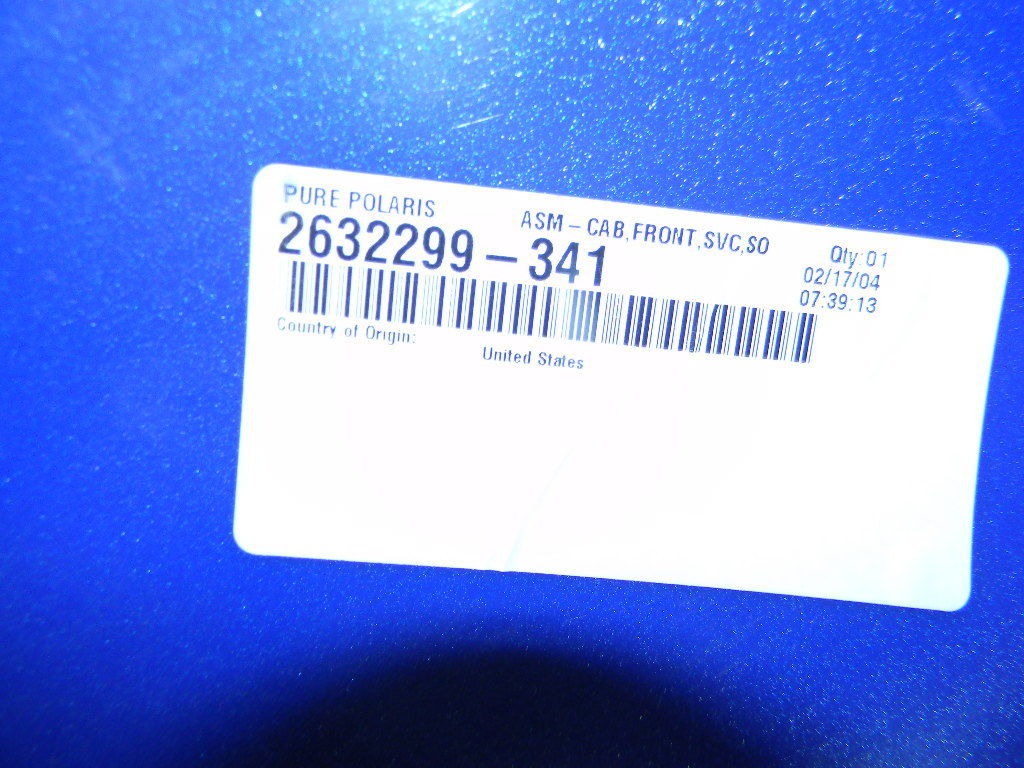 PURE POLARIS
ASM-CAB,FRONT,SVC,SO
Qty:01
2632299-341
02/17/04
07:39:13
Country of Origin:
United States